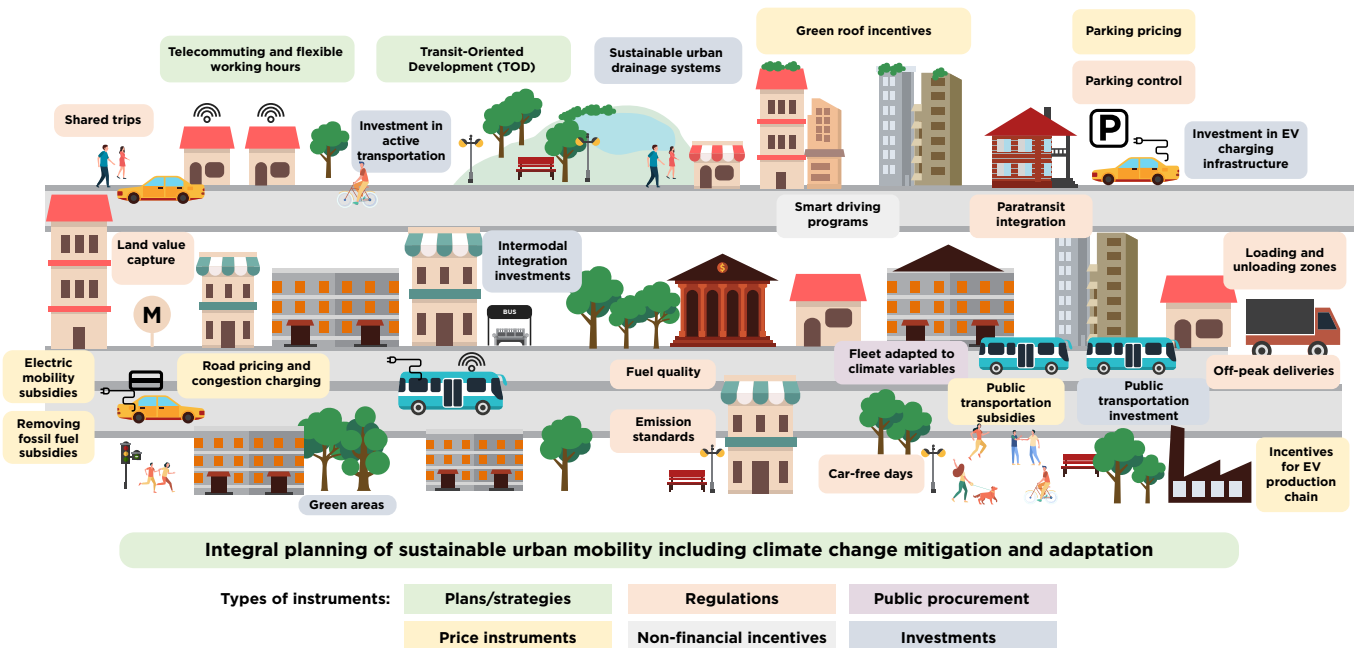 Telecommuting and flexible
working hours
Transit-Oriented
Development (TOD)
Sustainable urban
drainage systems
Green roof incentives
Parking pricing
Parking control
Shared trips
Investment in
active
transportation
P
Investment in EV
charging
infrastructure
Smart driving
programs
Paratransit
integration
Land value
capture
Intermodal
integration
investments
Loading and
unloading zones
M
BUS
$
Electric
mobility
subsidies
Road pricing and
congestion charging
Fuel quality
Fleet adapted to
climate variables
Off-peak deliveries
Public
transportation
subsidies
Public
transportation
investment
Removing
fossil fuel
subsidies
Emission
standards
Car-free days
Incentives
for EV
production
chain
Green areas
Integral planning of sustainable urban mobility including climate change mitigation and adaptation
Types of instruments:
Plans/strategies
Regulations
Public procurement
Price instruments
Non-financial incentives
Investments